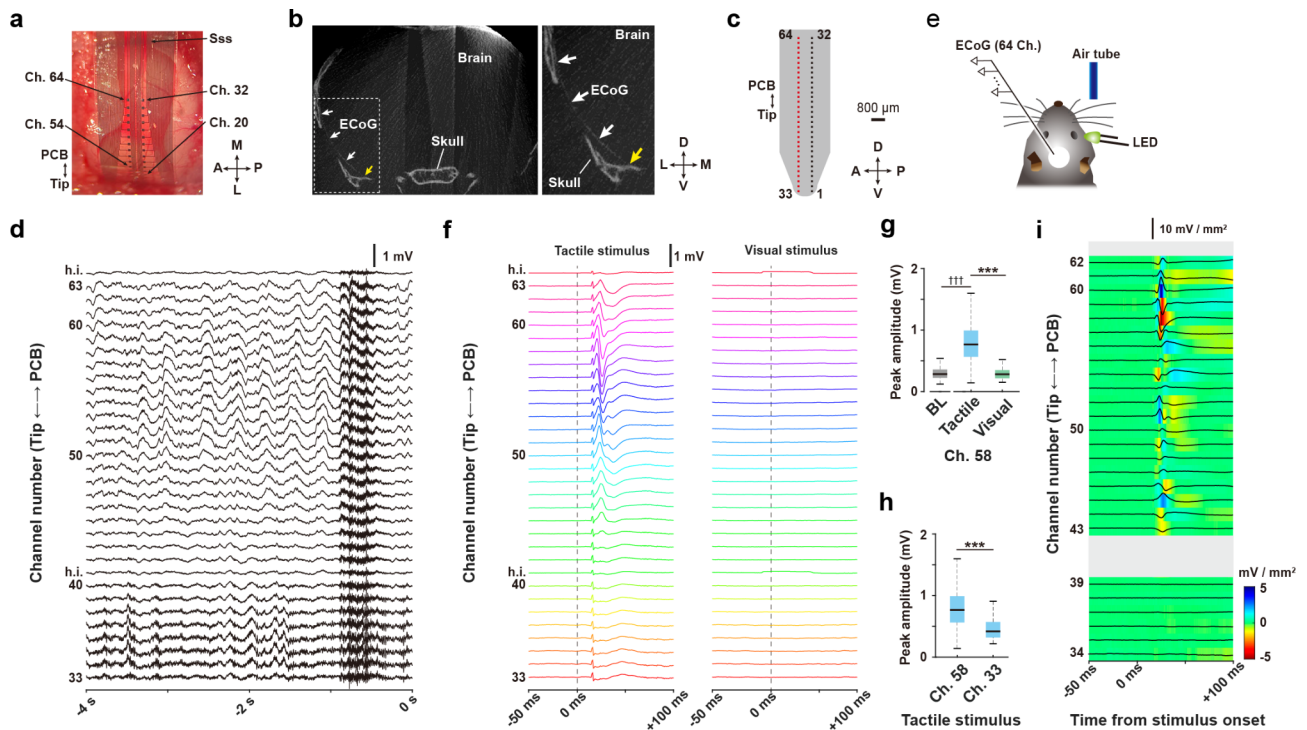 a
Sss
Ch. 64
Ch. 32
Ch. 54
Ch. 20
PCB
Tip
M
A
P
L
b
Brain
ECoG
Skull
Brain
ECoG
Skull
D
L
M
V
c
64
32
PCB
Tip
33
1
800 µm
D
A
P
V
e
ECoG (64 Ch.)
Air tube
LED
d
1 mV
Channel number (Tip ←→ PCB)
h.i.
63
60
50
h.i.
40
33
-4 s
-2 s
0 s
f
Tactile stimulus
1 mV
Visual stimulus
Channel number (Tip ←→ PCB)
h.i.
63
60
50
h.i.
40
33
-50 ms
0 ms
+100 ms
-50 ms
0 ms
+100 ms
g
Peak amplitude (mV)
2
1
0
†††
***
BL
Tactile
Visual
Ch. 58
h
Peak amplitude (mV)
2
1
0
***
Ch. 58
Ch. 33
Tactile stimulus
i
10 mV / mm²
Channel number (Tip ←→ PCB)
62
60
50
43
39
34
mV / mm²
5
0
-5
-50 ms
0 ms
+100 ms
Time from stimulus onset